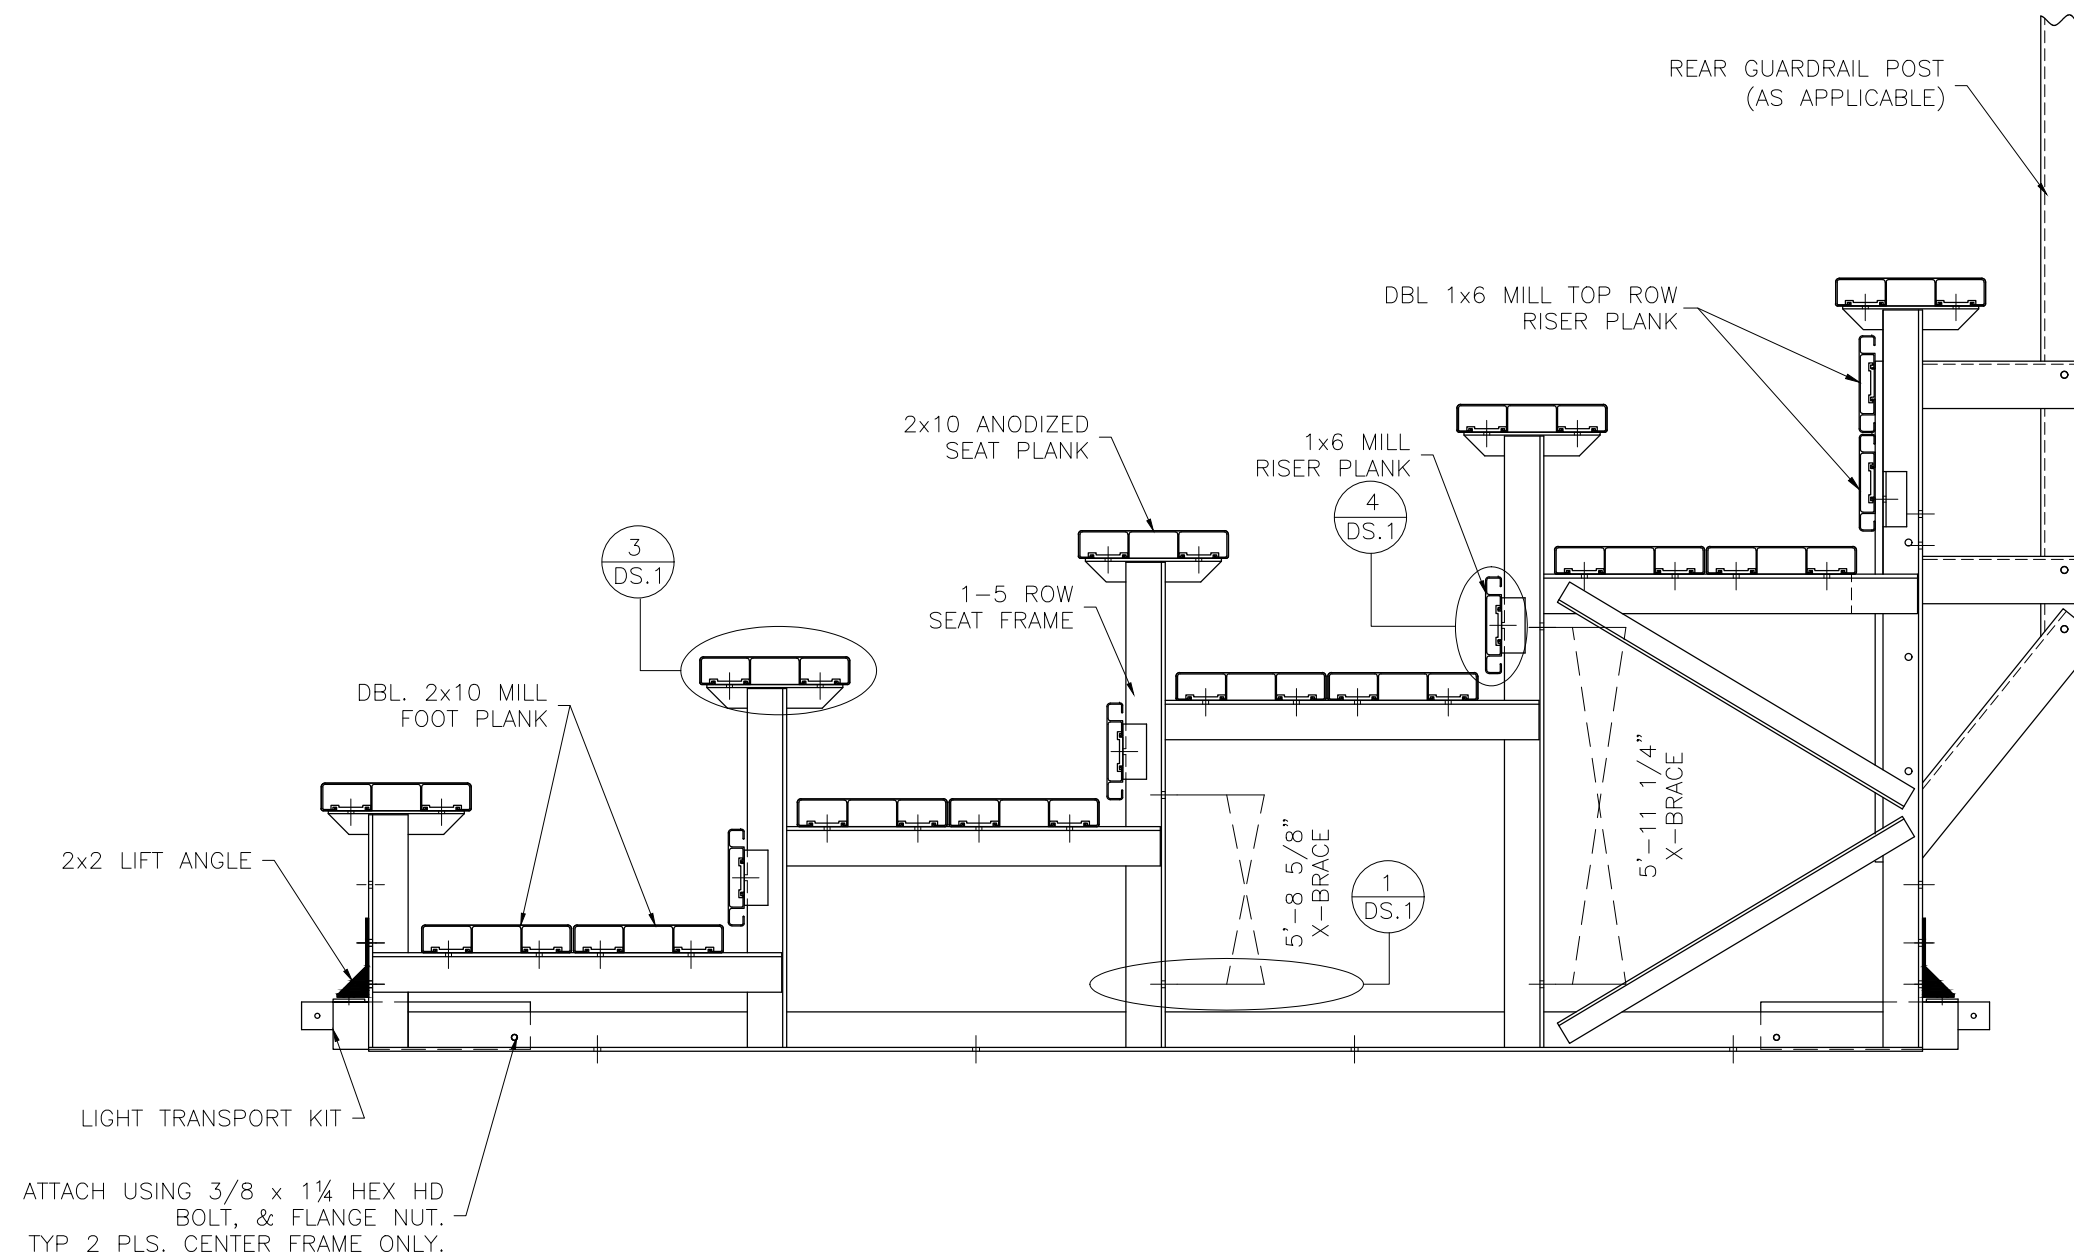 REAR GUARDRAIL POST
(AS APPLICABLE)
DBL 1x6 MILL TOP ROW
RISER PLANK
2x10 ANODIZED
SEAT PLANK
1x6 MILL
RISER PLANK
4
DS.1
3
DS.1
1-5 ROW
SEAT FRAME
DBL. 2x10 MILL
FOOT PLANK
5'-11 1/4"
X-BRACE
5'-8 5/8"
X-BRACE
2x2 LIFT ANGLE
1
DS.1
LIGHT TRANSPORT KIT
ATTACH USING 3/8 x 1¼ HEX HD
BOLT, & FLANGE NUT.
TYP 2 PLS. CENTER FRAME ONLY.